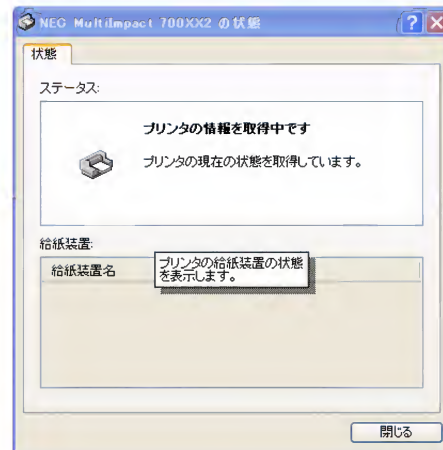 NEC MultiImpact 700XX2 の状態
状態
ステータス:
プリンタの情報を取得中です
プリンタの現在の状態を取得しています。
給紙装置:
給紙装置名
プリンタの給紙装置の状態
を表示します。
閉じる